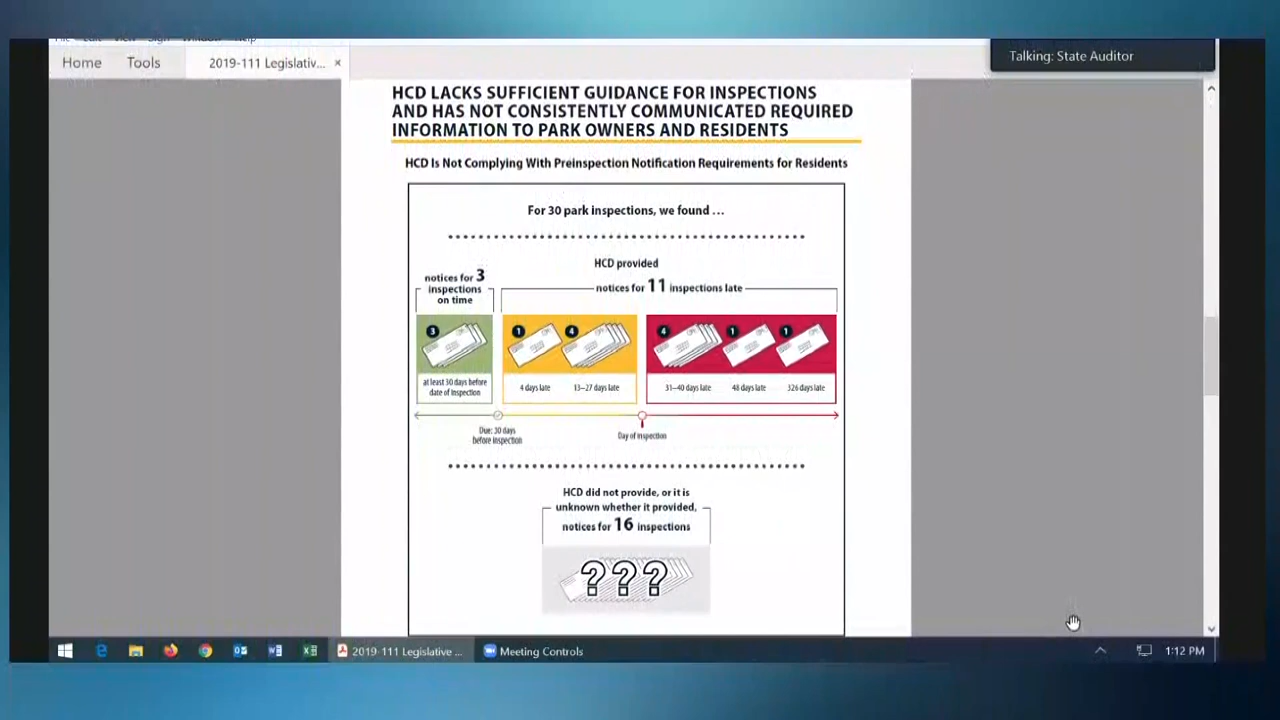 File Edit View Sign Window Help
Home Tools 2019-111 Legislativ... ×
Talking: State Auditor
HCD LACKS SUFFICIENT GUIDANCE FOR INSPECTIONS
AND HAS NOT CONSISTENTLY COMMUNICATED REQUIRED
INFORMATION TO PARK OWNERS AND RESIDENTS
HCD Is Not Complying With Preinspection Notification Requirements for Residents
For 30 park inspections, we found ...
HCD provided
notices for 3
inspections
on time
notices for 11 inspections late
3
1 4
4 1 1
at least 30 days before
date of inspection
4 days late 13–27 days late
31–40 days late 48 days late 326 days late
Due: 30 days
before inspection
Day of inspection
HCD did not provide, or it is
unknown whether it provided,
notices for 16 inspections
???
2019-111 Legislative ... Meeting Controls 1:12 PM